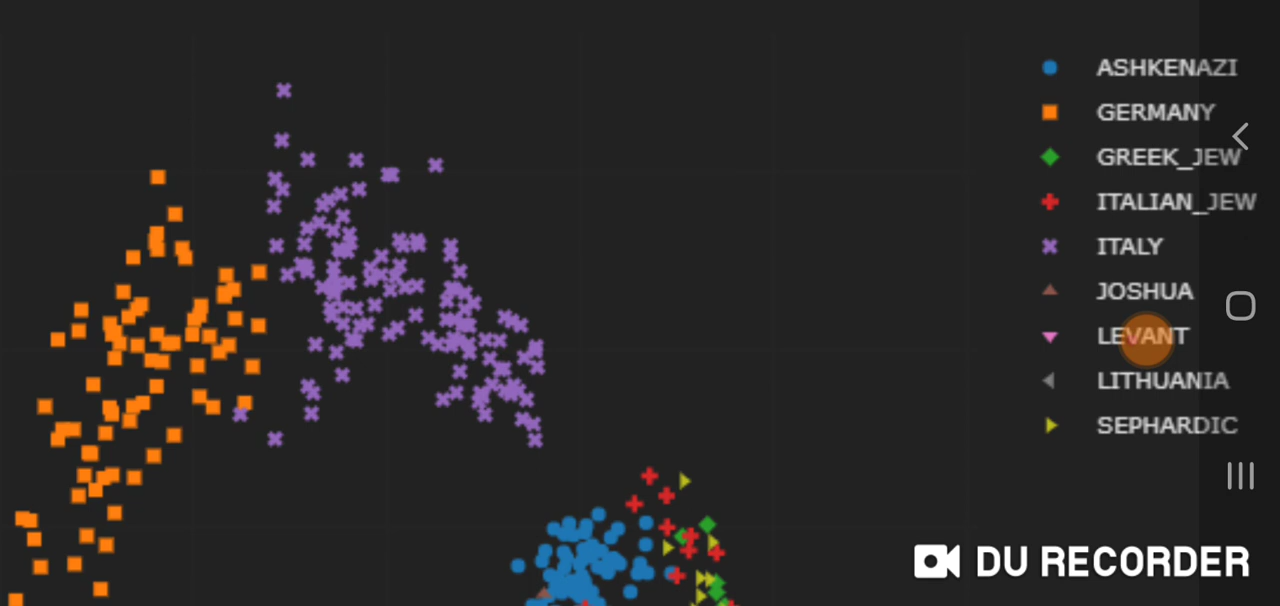 ASHKENAZI
GERMANY
GREEK_JEW
ITALIAN_JEW
ITALY
JOSHUA
LEVANT
LITHUANIA
SEPHARDIC
DU RECORDER